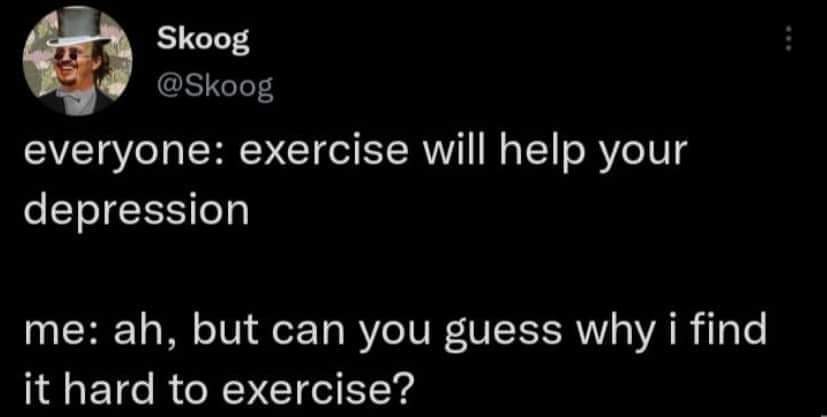 Skoog
@Skoog
everyone: exercise will help your
depression
me: ah, but can you guess why i find
it hard to exercise?